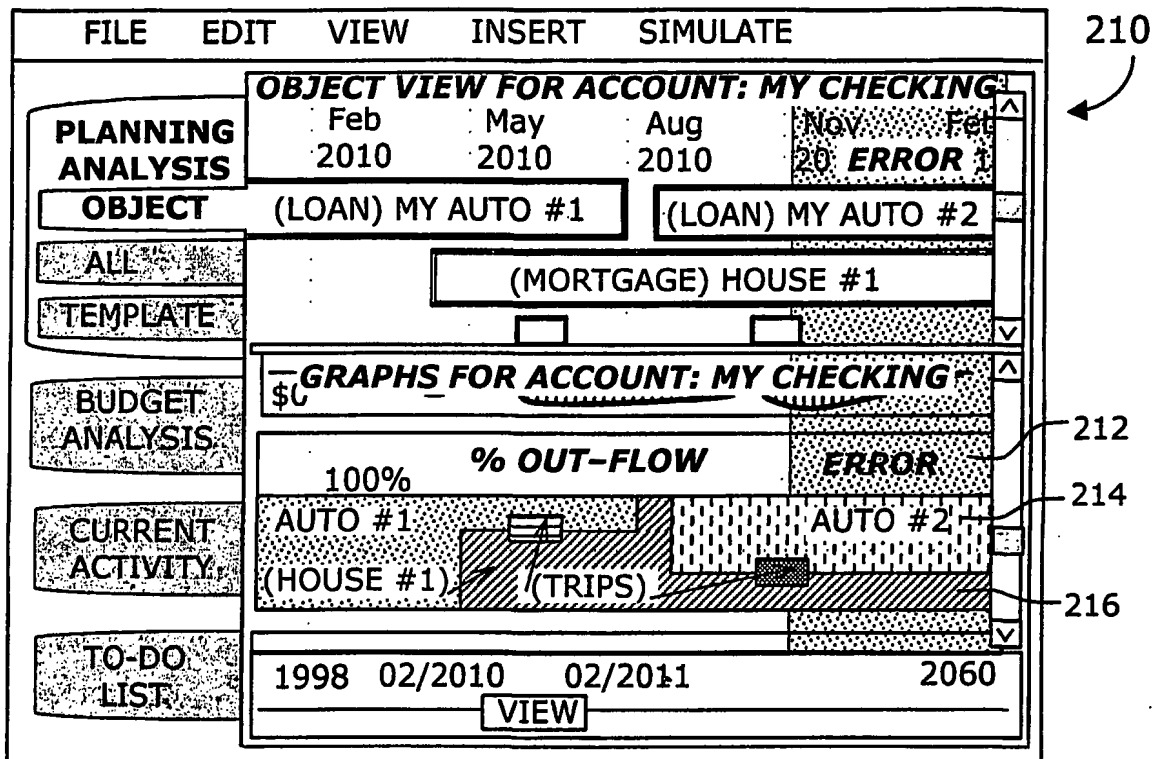 FILE EDIT VIEW INSERT SIMULATE
210
OBJECT VIEW FOR ACCOUNT: MY CHECKING
Feb May Aug Nov
2010 2010 2010 20 ERROR 1
PLANNING
ANALYSIS
OBJECT
ALL
TEMPLATE
(LOAN) MY AUTO #1 (LOAN) MY AUTO #2
(MORTGAGE) HOUSE #1
GRAPHS FOR ACCOUNT: MY CHECKING
BUDGET
ANALYSIS
% OUT-FLOW ERROR
212
100%
214
AUTO #1 AUTO #2
CURRENT
ACTIVITY
(HOUSE #1) (TRIPS)
216
TO-DO
LIST
1998 02/2010 02/2011 2060
VIEW